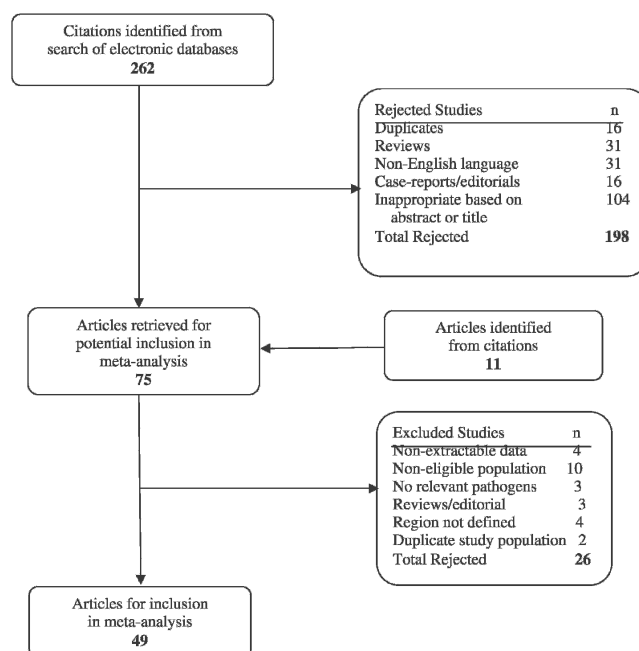 Citations identified from
search of electronic databases
262
Rejected Studies n
Duplicates 16
Reviews 31
Non-English language 31
Case-reports/editorials 16
Inappropriate based on 104
abstract or title
Total Rejected 198
Articles retrieved for
potential inclusion in
meta-analysis
75
Articles identified
from citations
11
Excluded Studies n
Non-extractable data 4
Non-eligible population 10
No relevant pathogens 3
Reviews/editorial 3
Region not defined 4
Duplicate study population 2
Total Rejected 26
Articles for inclusion
in meta-analysis
49